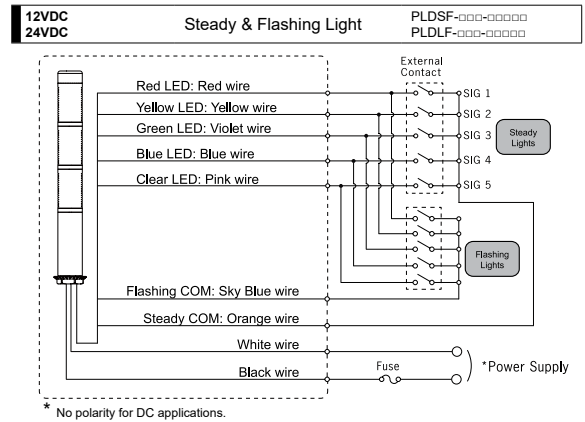 12VDC
24VDC
Steady & Flashing Light
PLDSF-□□□-□□□□□
PLDLF-□□□-□□□□□
External
Contact
Red LED: Red wire
SIG 1
Yellow LED: Yellow wire
SIG 2
Green LED: Violet wire
SIG 3
Steady
Lights
Blue LED: Blue wire
SIG 4
Clear LED: Pink wire
SIG 5
Flashing
Lights
Flashing COM: Sky Blue wire
Steady COM: Orange wire
White wire
Black wire
Fuse
*Power Supply
* No polarity for DC applications.